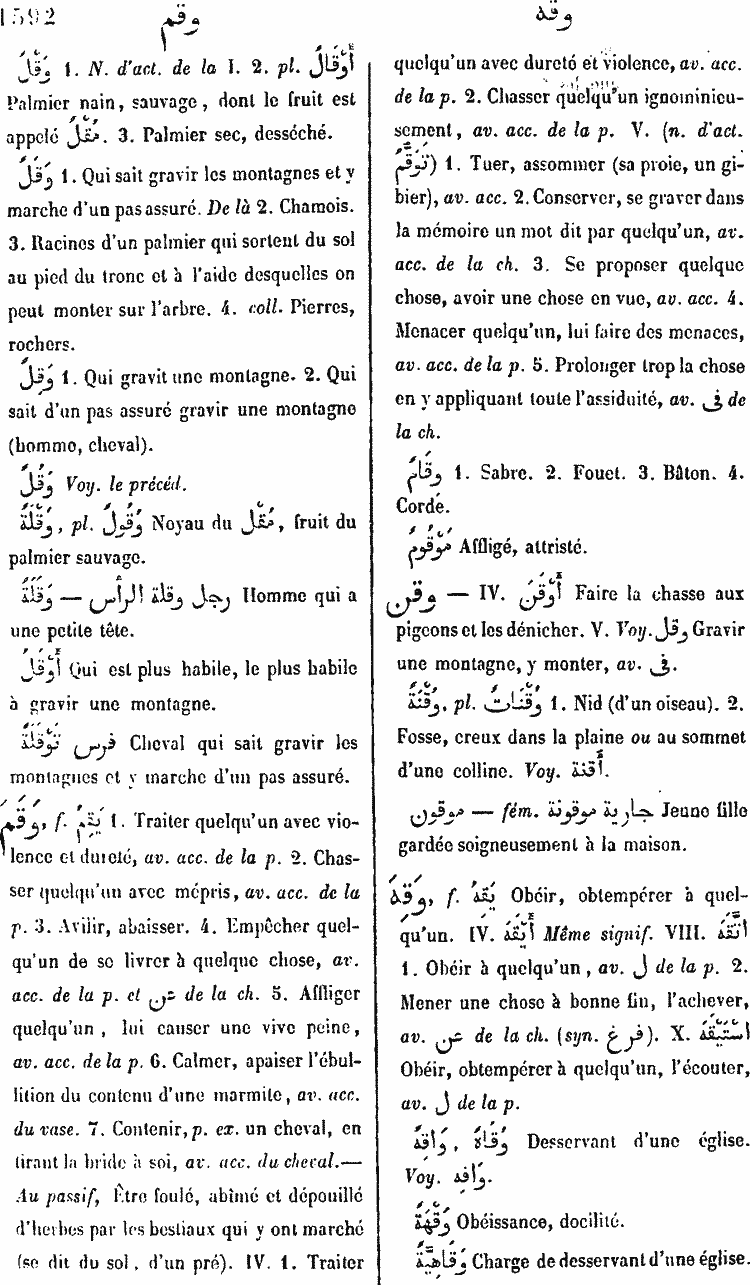 1592
وقم
وقه
وَقْلٌ 1. N. d'act. de la I. 2. pl. أَوْقَالٌ
Palmier nain, sauvage, dont le fruit est
appelé مُقْلٌ. 3. Palmier sec, desséché.
وَقَلٌ 1. Qui sait gravir les montagnes et y
marche d'un pas assuré. De là 2. Chamois.
3. Racines d'un palmier qui sortent du sol
au pied du tronc et à l'aide desquelles on
peut monter sur l'arbre. 4. coll. Pierres,
rochers.
وَقِلٌ 1. Qui gravit une montagne. 2. Qui
sait d'un pas assuré gravir une montagne
(homme, cheval).
وَقُلٌ Voy. le précéd.
وَقْلَةٌ, pl. وُقُولٌ Noyau du مُقْل, fruit du
palmier sauvage.
وَقْلَةٌ — رجل وقلة الرأس Homme qui a
une petite tête.
أَوْقَلُ Qui est plus habile, le plus habile
à gravir une montagne.
فرس تَوْقَلَةٌ Cheval qui sait gravir les
montagnes et y marche d'un pas assuré.
وَقَمَ, f. يَقِمُ 1. Traiter quelqu'un avec vio-
lence et dureté, av. acc. de la p. 2. Chas-
ser quelqu'un avec mépris, av. acc. de la
p. 3. Avilir, abaisser. 4. Empêcher quel-
qu'un de se livrer à quelque chose, av.
acc. de la p. et عن de la ch. 5. Affliger
quelqu'un, lui causer une vive peine,
av. acc. de la p. 6. Calmer, apaiser l'ébul-
lition du contenu d'une marmite, av. acc.
du vase. 7. Contenir, p. ex. un cheval, en
tirant la bride à soi, av. acc. du cheval.—
Au passif, Être foulé, abîmé et dépouillé
d'herbes par les bestiaux qui y ont marché
(se dit du sol, d'un pré). IV. 1. Traiter
quelqu'un avec dureté et violence, av. acc.
de la p. 2. Chasser quelqu'un ignominieu-
sement, av. acc. de la p. V. (n. d'act.
تَوَقُّمٌ) 1. Tuer, assommer (sa proie, un gi-
bier), av. acc. 2. Conserver, se graver dans
la mémoire un mot dit par quelqu'un, av.
acc. de la ch. 3. Se proposer quelque
chose, avoir une chose en vue, av. acc. 4.
Menacer quelqu'un, lui faire des menaces,
av. acc. de la p. 5. Prolonger trop la chose
en y appliquant toute l'assiduité, av. فى de
la ch.
وَقَامٌ 1. Sabre. 2. Fouet. 3. Bâton. 4.
Corde.
مَوْقُومٌ Affligé, attristé.
وقن — IV. أَوْقَنَ Faire la chasse aux
pigeons et les dénicher. V. Voy. وقل Gravir
une montagne, y monter, av. فى.
وُقْنَةٌ, pl. وُقْنَاتٌ 1. Nid (d'un oiseau). 2.
Fosse, creux dans la plaine ou au sommet
d'une colline. Voy. أُقنة.
موقون — fém. جارية موقونة Jeune fille
gardée soigneusement à la maison.
وَقَهَ, f. يَقَهُ Obéir, obtempérer à quel-
qu'un. IV. أَيْقَهَ Même signif. VIII. اتَّقَهَ
1. Obéir à quelqu'un, av. ل de la p. 2.
Mener une chose à bonne fin, l'achever,
av. عن de la ch. (syn. فرغ). X. اسْتَيْقَهَ
Obéir, obtempérer à quelqu'un, l'écouter,
av. ل de la p.
وَاقِهٌ, وُقَاهٌ Desservant d'une église.
Voy. وَافه.
وَقْهَةٌ Obéissance, docilité.
وَقَاهِيَّةٌ Charge de desservant d'une église.